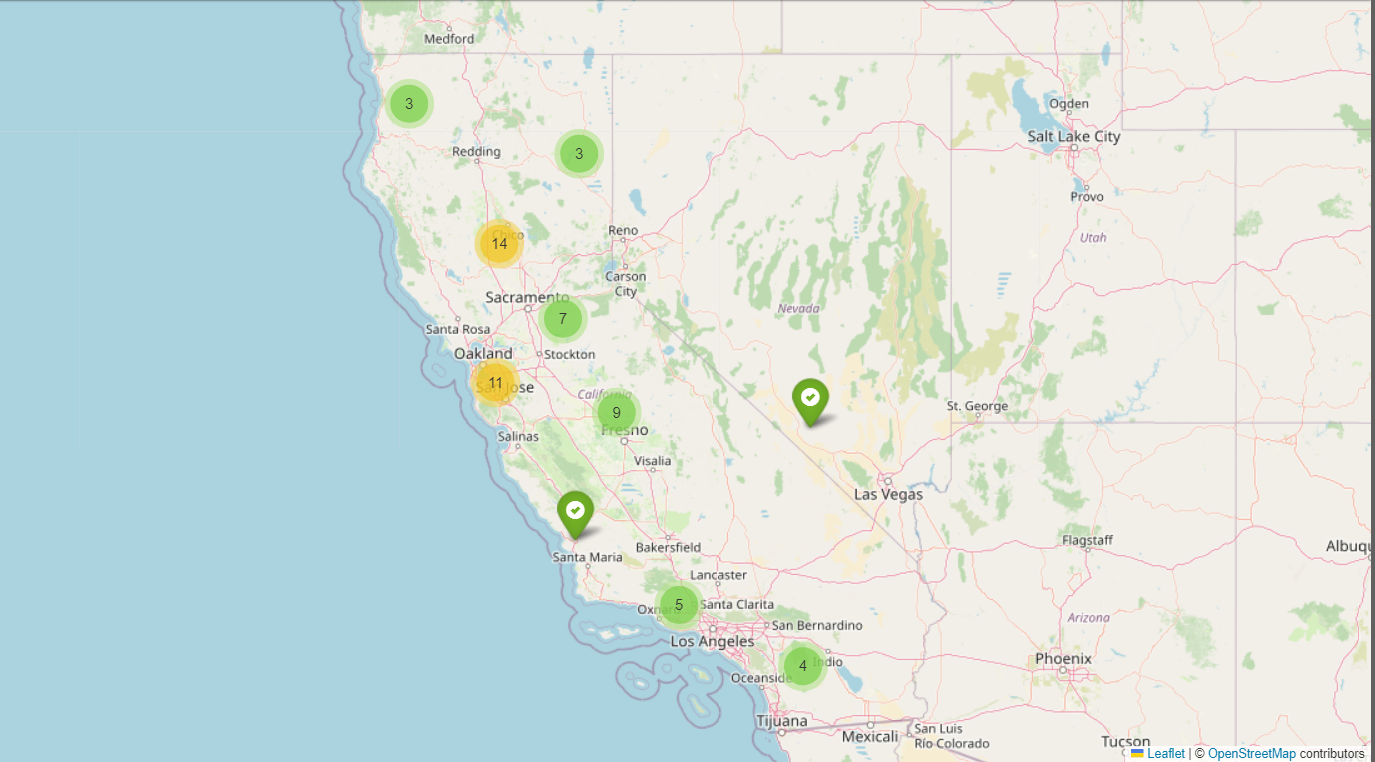 Medford
3
Ogden
Salt Lake City
Redding
3
Provo
Chico
14
Reno
Utah
Carson
City
Sacramento
Nevada
7
Santa Rosa
Oakland
Stockton
11
San Jose
California
9
Fresno
St. George
Salinas
Visalia
Las Vegas
Santa Maria
Bakersfield
Flagstaff
Albuqu
Lancaster
5
Santa Clarita
Oxn
San Bernardino
Arizona
Los Angeles
4
Indio
Phoenix
Oceanside
Tijuana
Mexicali
San Luis
Río Colorado
Tucson
Leaflet | © OpenStreetMap contributors